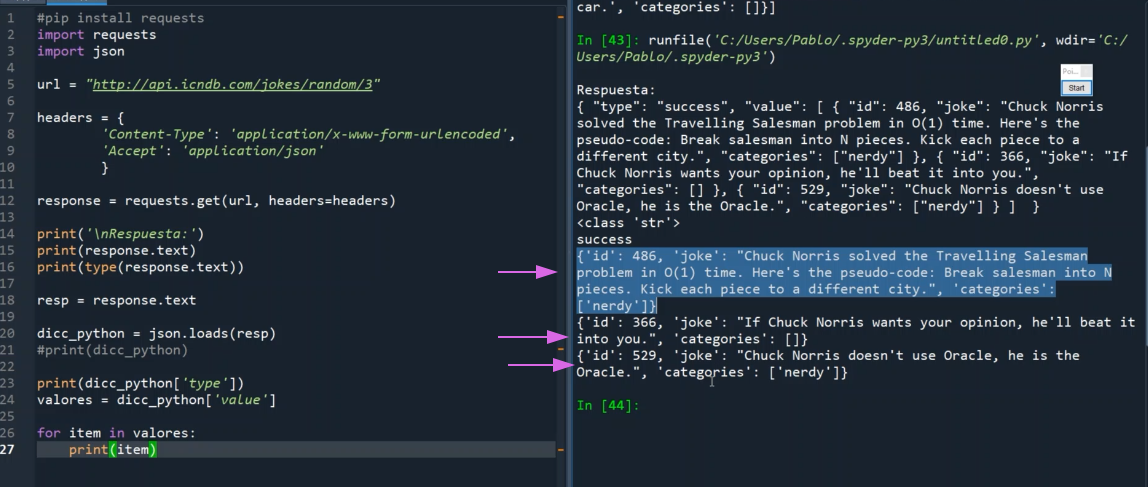 1 #pip install requests
2 import requests
3 import json
4
5 url = "http://api.icndb.com/jokes/random/3"
6
7 headers = {
8 'Content-Type': 'application/x-www-form-urlencoded',
9 'Accept': 'application/json'
10 }
11
12 response = requests.get(url, headers=headers)
13
14 print('\nRespuesta:')
15 print(response.text)
16 print(type(response.text))
17
18 resp = response.text
19
20 dicc_python = json.loads(resp)
21 #print(dicc_python)
22
23 print(dicc_python['type'])
24 valores = dicc_python['value']
25
26 for item in valores:
27 print(item)
car.', 'categories': []}]
In [43]: runfile('C:/Users/Pablo/.spyder-py3/untitled0.py', wdir='C:/
Users/Pablo/.spyder-py3')
Start
Respuesta:
{ "type": "success", "value": [ { "id": 486, "joke": "Chuck Norris
solved the Travelling Salesman problem in O(1) time. Here's the
pseudo-code: Break salesman into N pieces. Kick each piece to a
different city.", "categories": ["nerdy"] }, { "id": 366, "joke": "If
Chuck Norris wants your opinion, he'll beat it into you.",
"categories": [] }, { "id": 529, "joke": "Chuck Norris doesn't use
Oracle, he is the Oracle.", "categories": ["nerdy"] } ] }
<class 'str'>
success
{'id': 486, 'joke': "Chuck Norris solved the Travelling Salesman
problem in O(1) time. Here's the pseudo-code: Break salesman into N
pieces. Kick each piece to a different city.", 'categories':
['nerdy']}
{'id': 366, 'joke': "If Chuck Norris wants your opinion, he'll beat it
into you.", 'categories': []}
{'id': 529, 'joke': "Chuck Norris doesn't use Oracle, he is the
Oracle.", 'categories': ['nerdy']}
In [44]: